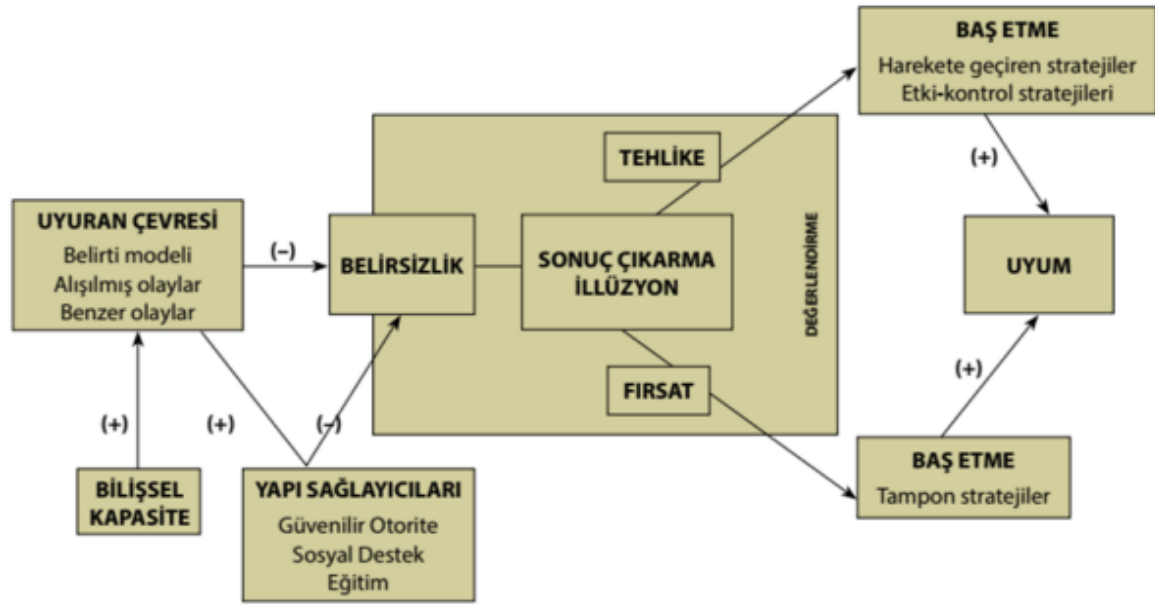 BAŞ ETME
Harekete geçiren stratejiler
Etki-kontrol stratejileri
(+)
TEHLİKE
UYURAN ÇEVRESİ
Belirti modeli
Alışılmış olaylar
Benzer olaylar
(–)
BELİRSİZLİK
SONUÇ ÇIKARMA
İLLÜZYON
DEĞERLENDİRME
UYUM
FIRSAT
(+)
(+)
(+)
(–)
BİLİŞSEL
KAPASİTE
YAPI SAĞLAYICILARI
Güvenilir Otorite
Sosyal Destek
Eğitim
BAŞ ETME
Tampon stratejiler